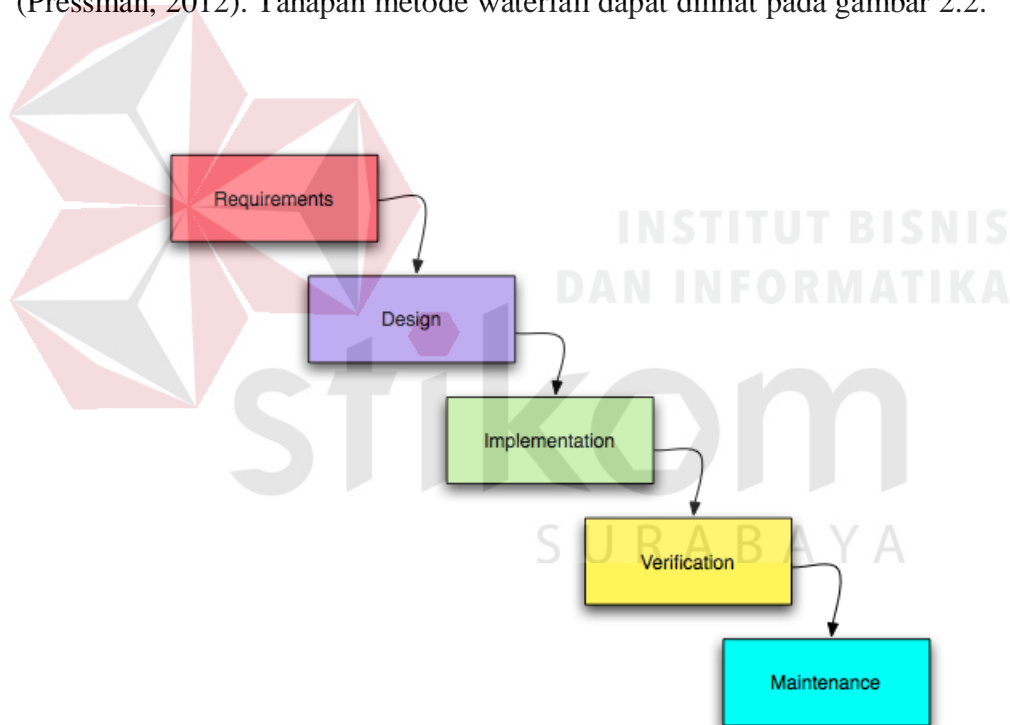 (Pressman, 2012). Tahapan metode waterfall dapat dilihat pada gambar 2.2.
Requirements
INSTITUT BISNIS
DAN INFORMATIKA
Design
stikom
Implementation
SURABAYA
Verification
Maintenance